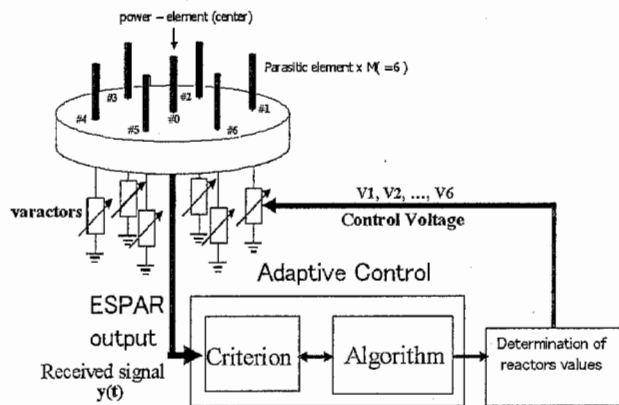 power - element (center)
Parasitic element x M( =6 )
#3
#2
#1
#4
#5
#0
#6
varactors
V1, V2, ..., V6
Control Voltage
Adaptive Control
ESPAR
output
Received signal
y(t)
Criterion
Algorithm
Determination of
reactors values